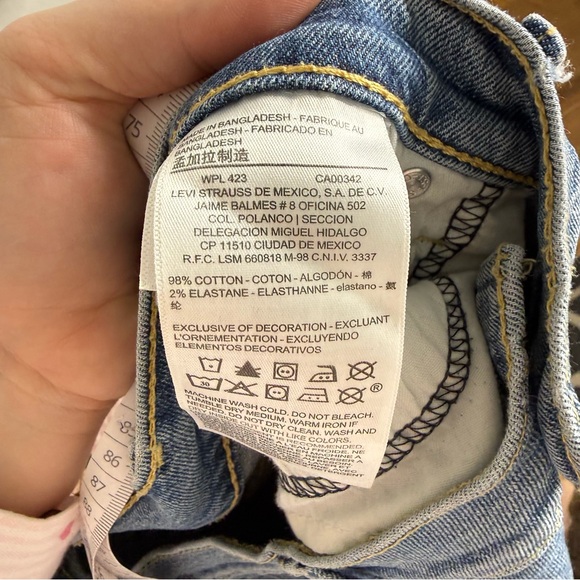 MADE IN BANGLADESH - FABRIQUE AU
BANGLADESH - FABRICADO EN
BANGLADESH
孟加拉制造
WPL 423 CA00342
LEVI STRAUSS DE MEXICO, S.A. DE C.V.
JAIME BALMES # 8 OFICINA 502
COL. POLANCO | SECCION
DELEGACION MIGUEL HIDALGO
CP 11510 CIUDAD DE MEXICO
R.F.C. LSM 660818 M-98 C.N.I.V. 3337
98% COTTON - COTON - ALGODÓN - 棉
2% ELASTANE - ELASTHANNE - elastano - 氨
纶
EXCLUSIVE OF DECORATION - EXCLUANT
L'ORNEMENTATION - EXCLUYENDO
ELEMENTOS DECORATIVOS
30 ®
MACHINE WASH COLD. DO NOT BLEACH.
TUMBLE DRY MEDIUM. WARM IRON IF
NEEDED. DO NOT DRY CLEAN. WASH AND
WITH LIKE COLORS.
75
86
87
88